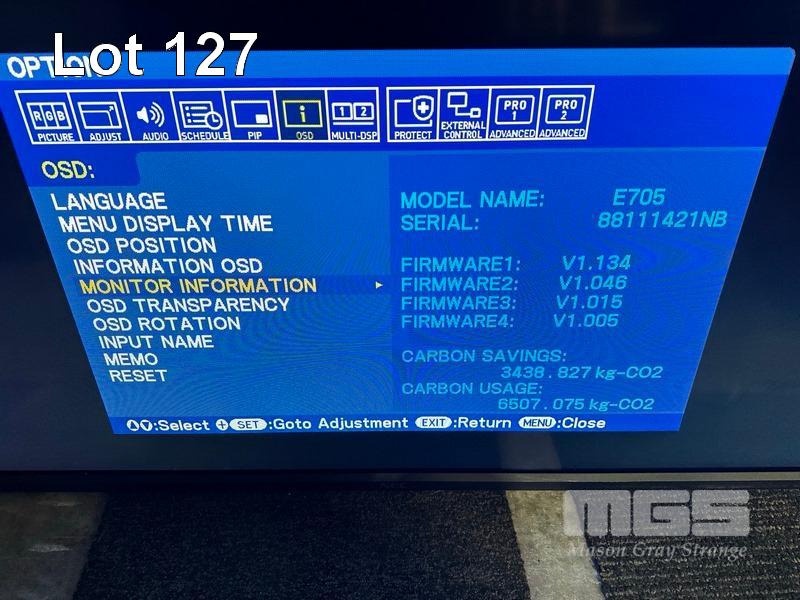 Lot 127
OPTION
RGB
PICTURE
ADJUST
AUDIO
SCHEDULE
PIP
i
OSD
1 2
MULTI-DSP
PROTECT
EXTERNAL
CONTROL
PRO
1
ADVANCED
PRO
2
ADVANCED
OSD:
LANGUAGE
MENU DISPLAY TIME
OSD POSITION
INFORMATION OSD
MONITOR INFORMATION
OSD TRANSPARENCY
OSD ROTATION
INPUT NAME
MEMO
RESET
MODEL NAME: E705
SERIAL: 88111421NB
FIRMWARE1: V1.134
FIRMWARE2: V1.046
FIRMWARE3: V1.015
FIRMWARE4: V1.005
CARBON SAVINGS:
3438.827 kg-CO2
CARBON USAGE:
6507.075 kg-CO2
:Select SET :Goto Adjustment EXIT :Return MENU :Close
MGS
Mason Gray Strange